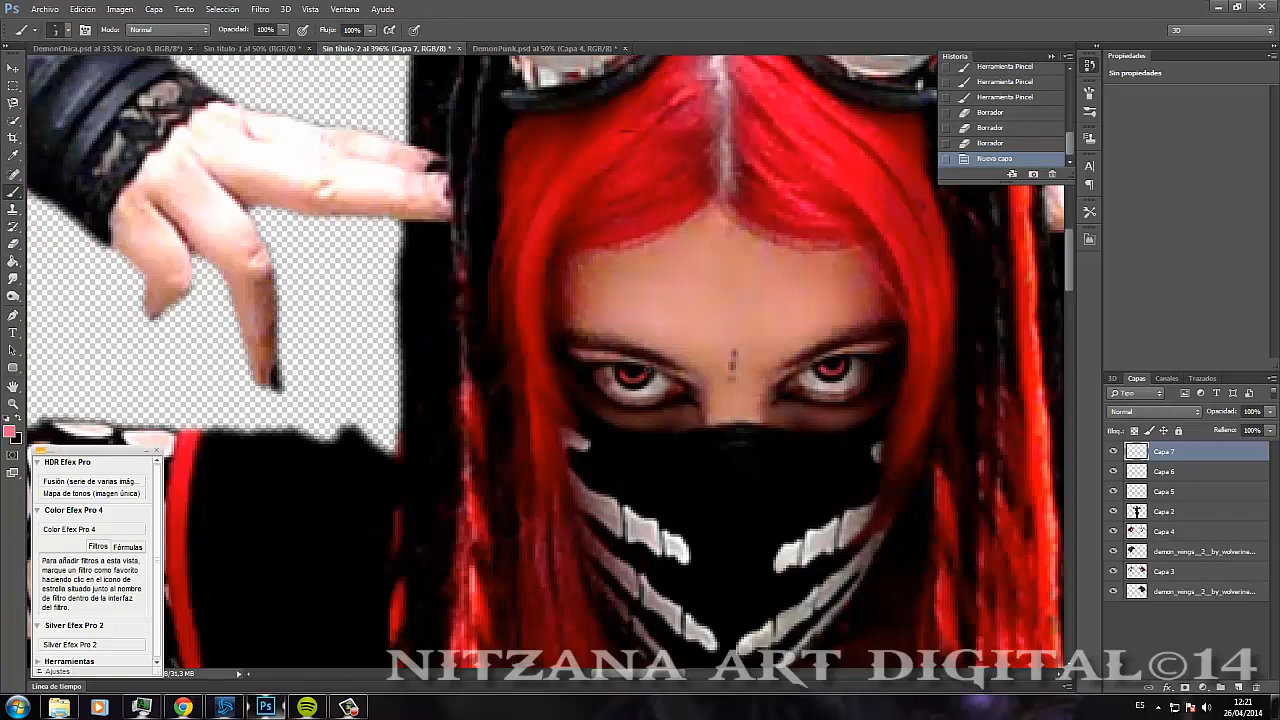 Ps Archivo Edición Imagen Capa Texto Selección Filtro 3D Vista Ventana Ayuda
3 Modo: Normal Opacidad: 100% Flujo: 100% 3D
DemonChica.psd al 33,3% (Capa 0, RGB/8*) × Sin título-1 al 50% (RGB/8) * × Sin título-2 al 396% (Capa 7, RGB/8) * × DemonPunk.psd al 50% (Capa 4, RGB/8) * ×
Historia
Herramienta Pincel
Herramienta Pincel
Herramienta Pincel
Borrador
Borrador
Borrador
Nueva capa
Propiedades
Sin propiedades
3D Capas Canales Trazados
Tipo
Normal Opacidad: 100%
Bloq.: Relleno: 100%
Capa 7
Capa 6
Capa 5
Capa 2
Capa 4
demon_wings__2__by_wolverine...
Capa 3
demon_wings__2__by_wolverine...
HDR Efex Pro
Fusión (serie de varias imág...
Mapa de tonos (imagen única)
Color Efex Pro 4
Color Efex Pro 4
Filtros Fórmulas
Para añadir filtros a esta vista,
marque un filtro como favorito
haciendo clic en el icono de
estrella situado junto al nombre
de filtro dentro de la interfaz
del filtro.
Silver Efex Pro 2
Silver Efex Pro 2
Herramientas
Ajustes
/31,3 MB
Línea de tiempo
NITZANA ART DIGITAL©14
Ps
ES
12:21
26/04/2014